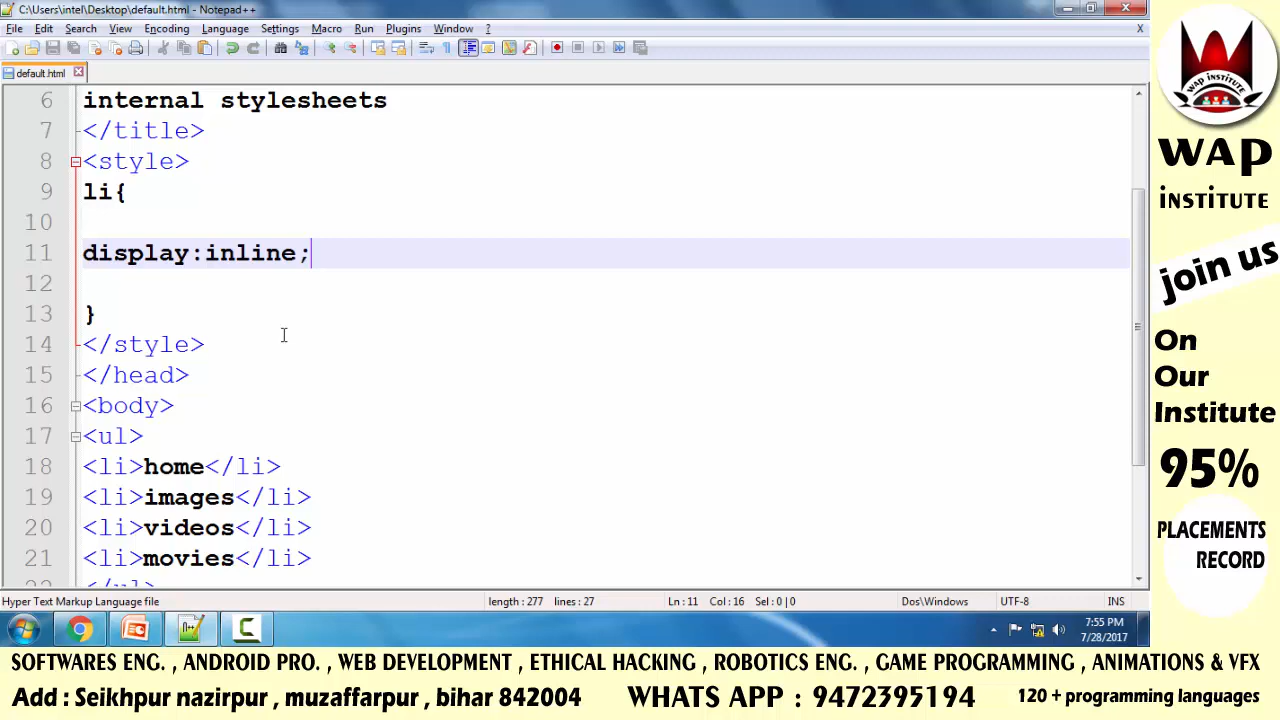 C:\Users\intel\Desktop\default.html - Notepad++
File Edit Search View Encoding Language Settings Macro Run Plugins Window ? X
default.html
6 internal stylesheets
7 </title>
8 <style>
9 li{
10
11 display:inline;
12
13 }
14 </style>
15 </head>
16 <body>
17 <ul>
18 <li>home</li>
19 <li>images</li>
20 <li>videos</li>
21 <li>movies</li>
22 </ul>
Hyper Text Markup Language file length : 277 lines : 27 Ln : 11 Col : 16 Sel : 0 | 0 Dos\Windows UTF-8 INS
7:55 PM
7/28/2017
WAP INSTITUTE
WAP
INSTITUTE
join us
On
Our
Institute
95%
PLACEMENTS
RECORD
SOFTWARES ENG. , ANDROID PRO. , WEB DEVELOPMENT , ETHICAL HACKING , ROBOTICS ENG. , GAME PROGRAMMING , ANIMATIONS & VFX
Add : Seikhpur nazirpur , muzaffarpur , bihar 842004 WHATS APP : 9472395194 120 + programming languages